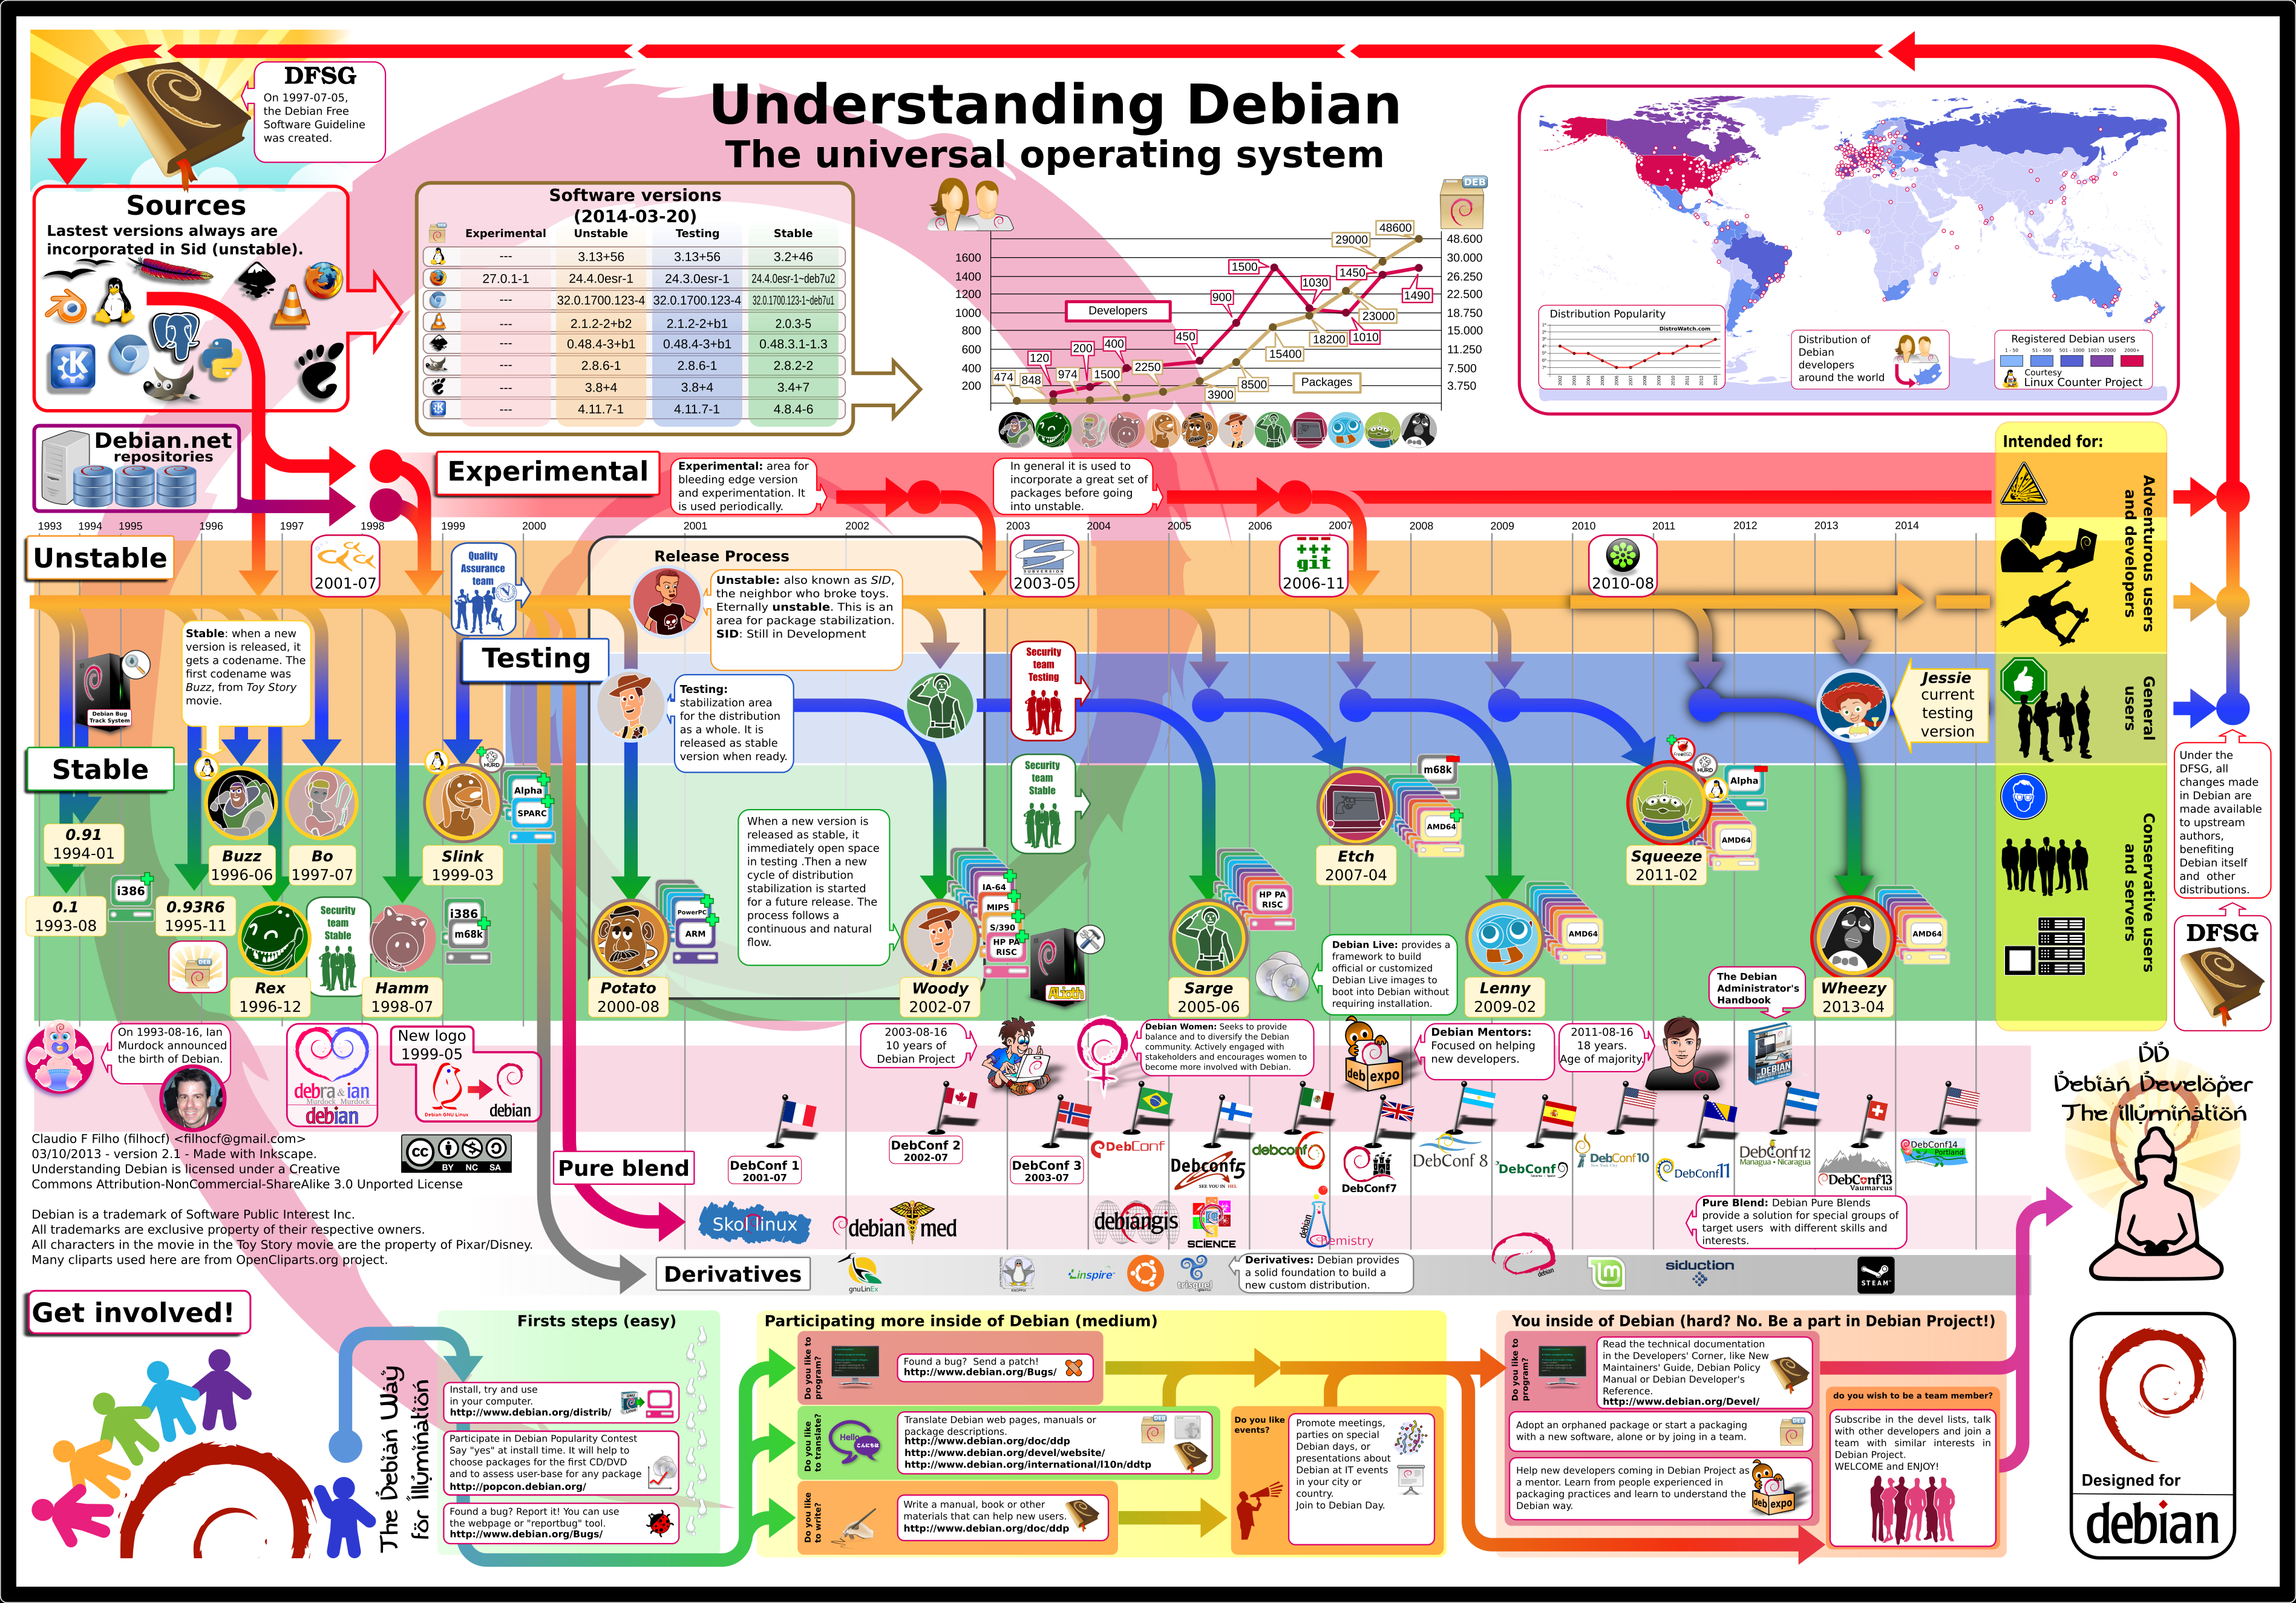 Understanding Debian
The universal operating system
DFSG
On 1997-07-05,
the Debian Free
Software Guideline
was created.
Sources
Lastest versions always are
incorporated in Sid (unstable).
Debian.net
repositories
Software versions
(2014-03-20)
Experimental Unstable Testing Stable
--- 3.13+56 3.13+56 3.2+46
27.0.1-1 24.4.0esr-1 24.3.0esr-1 24.4.0esr-1~deb7u2
--- 32.0.1700.123-4 32.0.1700.123-4 32.0.1700.123-1~deb7u1
--- 2.1.2-2+b2 2.1.2-2+b1 2.0.3-5
--- 0.48.4-3+b1 0.48.4-3+b1 0.48.3.1-1.3
--- 2.8.6-1 2.8.6-1 2.8.2-2
--- 3.8+4 3.8+4 3.4+7
--- 4.11.7-1 4.11.7-1 4.8.4-6
DEB
1600
1400
1200
1000
800
600
400
200
48.600
30.000
26.250
22.500
18.750
15.000
11.250
7.500
3.750
Developers
Packages
120
200
400
450
900
1500
1030
1010
1450
1490
474
848
974
1500
2250
3900
8500
15400
18200
23000
29000
48600
Distribution Popularity
DistroWatch.com
Distribution of
Debian
developers
around the world
Registered Debian users
1 - 50 51 - 500 501 - 1000 1001 - 2000 2000+
Courtesy
Linux Counter Project
Experimental
Experimental: area for
bleeding edge version
and experimentation. It
is used periodically.
In general it is used to
incorporate a great set of
packages before going
into unstable.
1993 1994 1995 1996 1997 1998 1999 2000 2001 2002 2003 2004 2005 2006 2007 2008 2009 2010 2011 2012 2013 2014
Intended for:
Adventurous users
and developers
General
users
Conservative users
and servers
Unstable
2001-07
Quality
Assurance
team
Release Process
Unstable: also known as SID,
the neighbor who broke toys.
Eternally unstable. This is an
area for package stabilization.
SID: Still in Development
SUBVERSION
2003-05
git
2006-11
2010-08
Testing
Testing:
stabilization area
for the distribution
as a whole. It is
released as stable
version when ready.
Security
team
Testing
Jessie
current
testing
version
Debian Bug
Track System
Stable: when a new
version is released, it
gets a codename. The
first codename was
Buzz, from Toy Story
movie.
Stable
0.91
1994-01
0.1
1993-08
i386
0.93R6
1995-11
DEB
Buzz
1996-06
Rex
1996-12
Bo
1997-07
Security
team
Stable
Hamm
1998-07
i386
m68k
HURD
Slink
1999-03
Alpha
SPARC
Potato
2000-08
PowerPC
ARM
When a new version is
released as stable, it
immediately open space
in testing .Then a new
cycle of distribution
stabilization is started
for a future release. The
process follows a
continuous and natural
flow.
Woody
2002-07
IA-64
MIPS
S/390
HP PA
RISC
Security
team
Stable
ALioth
Sarge
2005-06
HP PA
RISC
Debian Live: provides a
framework to build
official or customized
Debian Live images to
boot into Debian without
requiring installation.
Etch
2007-04
m68k
AMD64
Lenny
2009-02
AMD64
Squeeze
2011-02
HURD
Alpha
AMD64
The Debian
Administrator's
Handbook
Wheezy
2013-04
AMD64
Under the
DFSG, all
changes made
in Debian are
made available
to upstream
authors,
benefiting
Debian itself
and other
distributions.
DFSG
On 1993-08-16, Ian
Murdock announced
the birth of Debian.
debra & ian
Murdock Murdock
debian
New logo
1999-05
Debian GNU Linux
debian
2003-08-16
10 years of
Debian Project
Debian Women: Seeks to provide
balance and to diversify the Debian
community. Actively engaged with
stakeholders and encourages women to
become more involved with Debian.
deb expo
Debian Mentors:
Focused on helping
new developers.
2011-08-16
18 years.
Age of majority
DEBIAN
DebConf 1
2001-07
DebConf 2
2002-07
DebConf 3
2003-07
DebConf
Debconf5
SEE YOU IN HEL
debconf6
DebConf7
DebConf 8
DebConf9
DebConf10
New York City
DebConf11
DebConf12
Managua • Nicaragua
DebConf13
Vaumarcus
DebConf14
Portland
DD
Debian Developer
The illumination
Claudio F Filho (filhocf) <filhocf@gmail.com>
03/10/2013 - version 2.1 - Made with Inkscape.
Understanding Debian is licensed under a Creative
Commons Attribution-NonCommercial-ShareAlike 3.0 Unported License
cc
BY NC SA
Debian is a trademark of Software Public Interest Inc.
All trademarks are exclusive property of their respective owners.
All characters in the movie in the Toy Story movie are the property of Pixar/Disney.
Many cliparts used here are from OpenCliparts.org project.
Pure blend
Skolelinux
debian med
debiangis
SCIENCE
debian
Chemistry
Pure Blend: Debian Pure Blends
provide a solution for special groups of
target users with different skills and
interests.
Derivatives
gnuLinEx
Linspire
trisquel
Derivatives: Debian provides
a solid foundation to build a
new custom distribution.
siduction
STEAM
Get involved!
The Debian Way
for illumination
Firsts steps (easy)
Install, try and use
in your computer.
http://www.debian.org/distrib/
Participate in Debian Popularity Contest
Say "yes" at install time. It will help to
choose packages for the first CD/DVD
and to assess user-base for any package
http://popcon.debian.org/
Found a bug? Report it! You can use
the webpage or "reportbug" tool.
http://www.debian.org/Bugs/
Participating more inside of Debian (medium)
Do you like to
program?
Found a bug? Send a patch!
http://www.debian.org/Bugs/
Do you like
to translate?
Hello
こんにちは
Translate Debian web pages, manuals or
package descriptions.
http://www.debian.org/doc/ddp
http://www.debian.org/devel/website/
http://www.debian.org/international/l10n/ddtp
DEB
Do you like
to write?
Write a manual, book or other
materials that can help new users.
http://www.debian.org/doc/ddp
Do you like
events?
Promote meetings,
parties on special
Debian days, or
presentations about
Debian at IT events
in your city or
country.
Join to Debian Day.
You inside of Debian (hard? No. Be a part in Debian Project!)
Do you like to
program?
Read the technical documentation
in the Developers' Corner, like New
Maintainers' Guide, Debian Policy
Manual or Debian Developer's
Reference.
http://www.debian.org/Devel/
Adopt an orphaned package or start a packaging
with a new software, alone or by joing in a team.
DEB
Help new developers coming in Debian Project as
a mentor. Learn from people experienced in
packaging practices and learn to understand the
Debian way.
deb expo
do you wish to be a team member?
Subscribe in the devel lists, talk
with other developers and join a
team with similar interests in
Debian Project.
WELCOME and ENJOY!
Designed for
debian